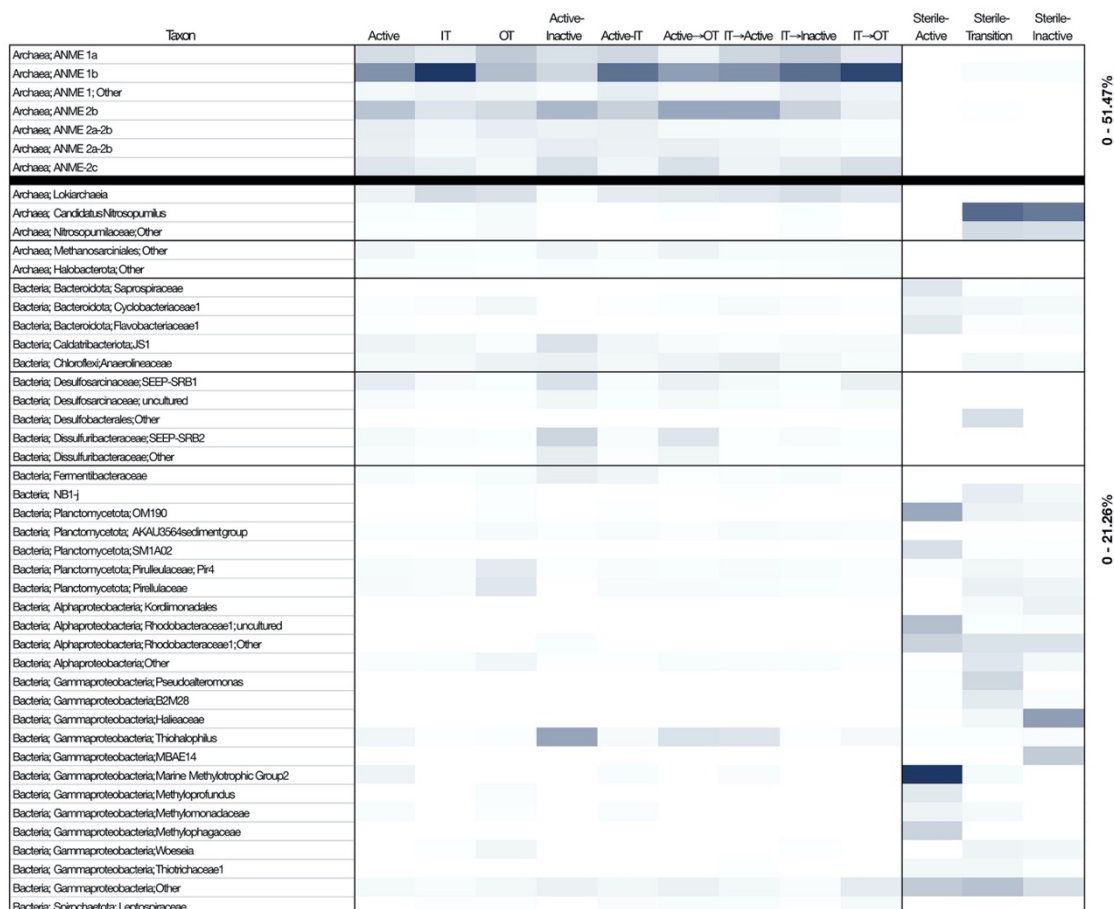 Taxon Active IT OT Active-Inactive Active-IT Active→OT IT→Active IT→Inactive IT→OT Sterile-Active Sterile-Transition Sterile-Inactive
Archaea; ANME 1a
Archaea; ANME 1b
Archaea; ANME 1; Other
Archaea; ANME 2b
Archaea; ANME 2a-2b
Archaea; ANME 2a-2b
Archaea; ANME-2c
0 - 51.47%
Archaea; Lokiarchaeia
Archaea; CandidatusNitrosopumilus
Archaea; Nitrosopumilaceae;Other
Archaea; Methanosarciniales; Other
Archaea; Halobacterota; Other
Bacteria; Bacteroidota; Saprospiraceae
Bacteria; Bacteroidota; Cyclobacteriaceae1
Bacteria; Bacteroidota;Flavobacteriaceae1
Bacteria; Caldatribacteriota;JS1
Bacteria; Chloroflexi;Anaerolineaceae
Bacteria; Desulfosarcinaceae;SEEP-SRB1
Bacteria; Desulfosarcinaceae; uncultured
Bacteria; Desulfobacterales;Other
Bacteria; Dissulfuribacteraceae;SEEP-SRB2
Bacteria; Dissulfuribacteraceae;Other
Bacteria; Fermentibacteraceae
Bacteria; NB1-j
Bacteria; Planctomycetota;OM190
Bacteria; Planctomycetota; AKAU3564sedimentgroup
Bacteria; Planctomycetota;SM1A02
Bacteria; Planctomycetota; Pirulleulaceae; Pir4
Bacteria; Planctomycetota; Pirellulaceae
Bacteria; Alphaproteobacteria; Kordiimonadales
Bacteria; Alphaproteobacteria; Rhodobacteraceae1;uncultured
Bacteria; Alphaproteobacteria;Rhodobacteraceae1;Other
Bacteria; Alphaproteobacteria;Other
Bacteria; Gammaproteobacteria;Pseudoalteromonas
Bacteria; Gammaproteobacteria;B2M28
Bacteria; Gammaproteobacteria;Halieaceae
Bacteria; Gammaproteobacteria; Thiohalophilus
Bacteria; Gammaproteobacteria;MBAE14
Bacteria; Gammaproteobacteria;Marine Methylotrophic Group2
Bacteria; Gammaproteobacteria;Methyloprofundus
Bacteria; Gammaproteobacteria;Methylomonadaceae
Bacteria; Gammaproteobacteria;Methylophagaceae
Bacteria; Gammaproteobacteria;Woeseia
Bacteria; Gammaproteobacteria;Thiotrichaceae1
Bacteria; Gammaproteobacteria;Other
Bacteria; Spirochaetota; Leptospiraceae
0 - 21.26%